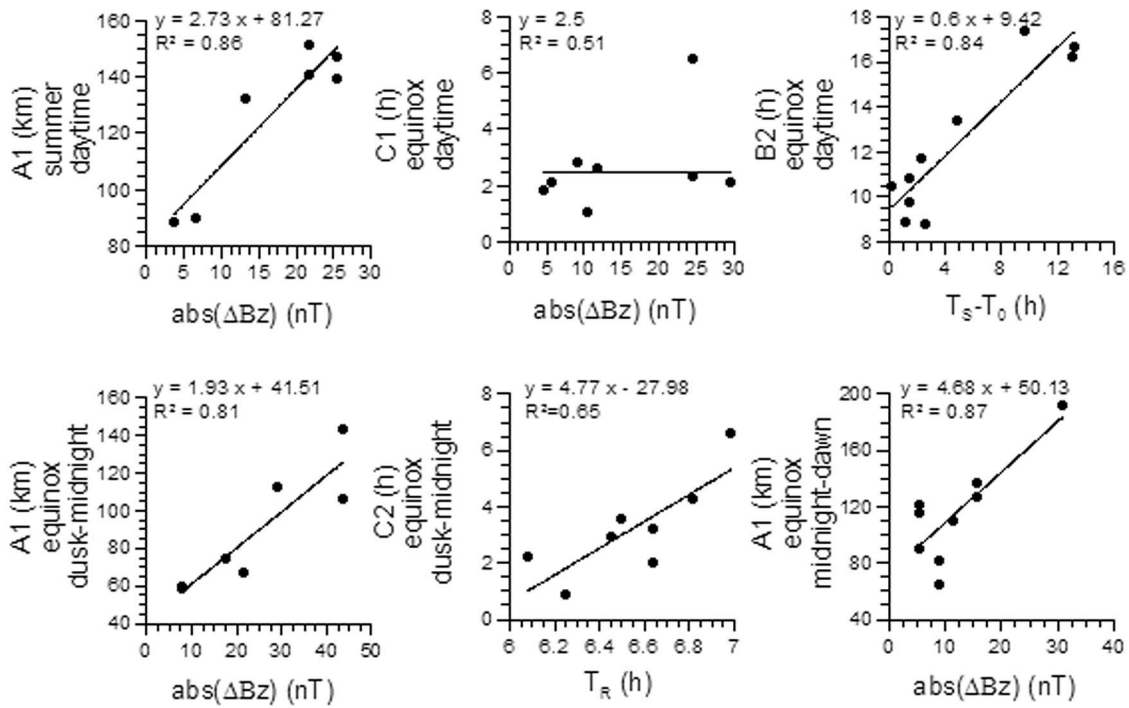 y = 2.73 x + 81.27
R² = 0.86
A1 (km)
summer
daytime
160
140
120
100
80
0 5 10 15 20 25 30
abs(ΔBz) (nT)
y = 2.5
R² = 0.51
C1 (h)
equinox
daytime
8
6
4
2
0
0 5 10 15 20 25 30
abs(ΔBz) (nT)
y = 0.6 x + 9.42
R² = 0.84
B2 (h)
equinox
daytime
18
16
14
12
10
8
0 4 8 12 16
T_S-T_0 (h)
y = 1.93 x + 41.51
R² = 0.81
A1 (km)
equinox
dusk-midnight
160
140
120
100
80
60
40
0 10 20 30 40 50
abs(ΔBz) (nT)
y = 4.77 x - 27.98
R²=0.65
C2 (h)
equinox
dusk-midnight
8
6
4
2
0
6 6.2 6.4 6.6 6.8 7
T_R (h)
y = 4.68 x + 50.13
R² = 0.87
A1 (km)
equinox
midnight-dawn
200
160
120
80
40
0 10 20 30 40
abs(ΔBz) (nT)